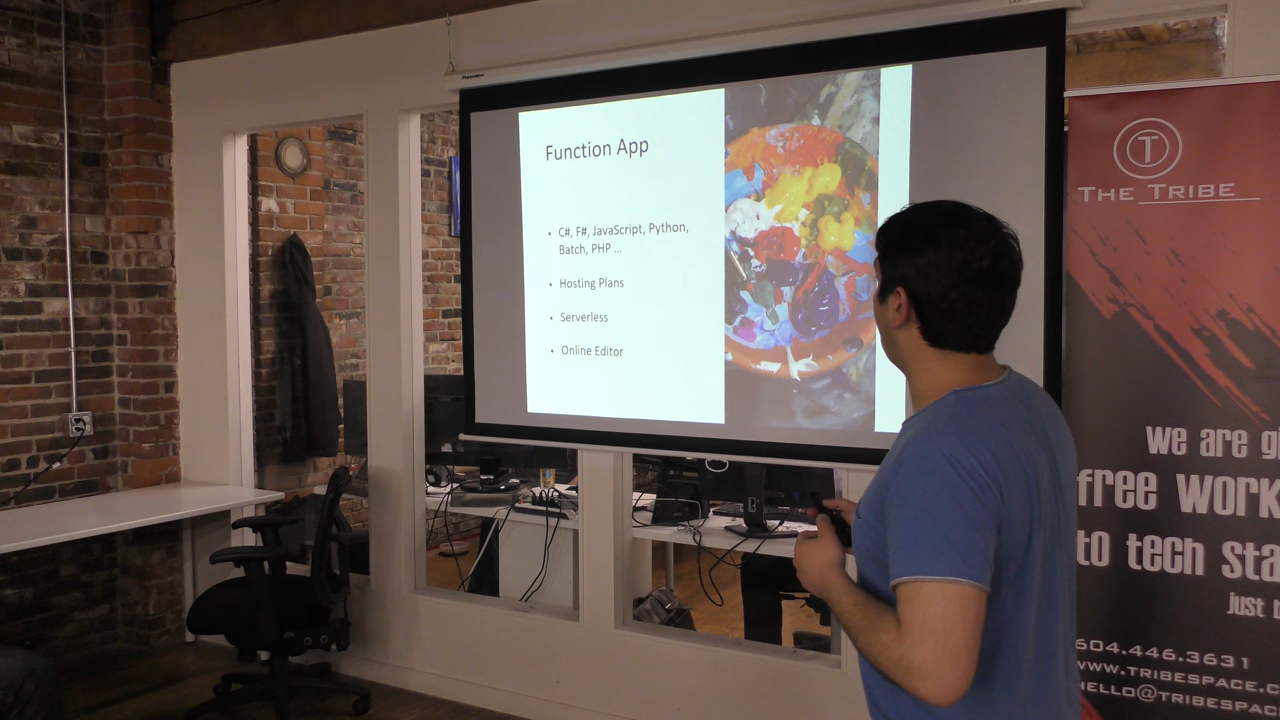 Function App
• C#, F#, JavaScript, Python,
Batch, PHP ...
• Hosting Plans
• Serverless
• Online Editor
T
THE TRIBE
we are gi
free work
to tech sta
just
604.446.3631
WWW.TRIBESPACE.C
HELLO@TRIBESPAC